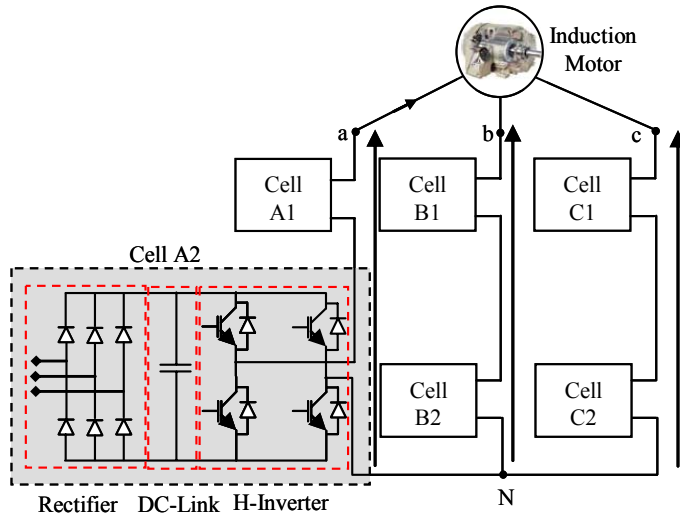 Induction
Motor
a
b
c
Cell
A1
Cell
B1
Cell
C1
Cell A2
Cell
B2
Cell
C2
N
Rectifier
DC-Link
H-Inverter